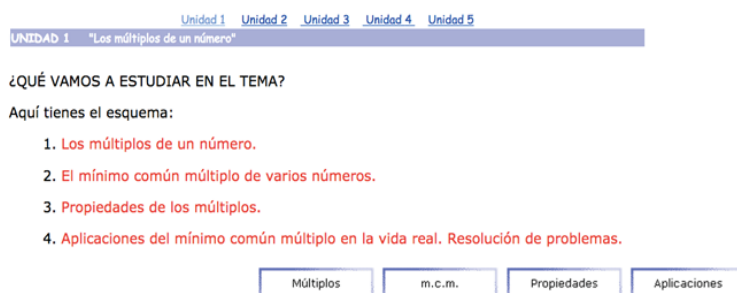 Unidad 1 Unidad 2 Unidad 3 Unidad 4 Unidad 5
UNIDAD 1 "Los múltiplos de un número"
¿QUÉ VAMOS A ESTUDIAR EN EL TEMA?
Aquí tienes el esquema:
1. Los múltiplos de un número.
2. El mínimo común múltiplo de varios números.
3. Propiedades de los múltiplos.
4. Aplicaciones del mínimo común múltiplo en la vida real. Resolución de problemas.
Múltiplos m.c.m. Propiedades Aplicaciones